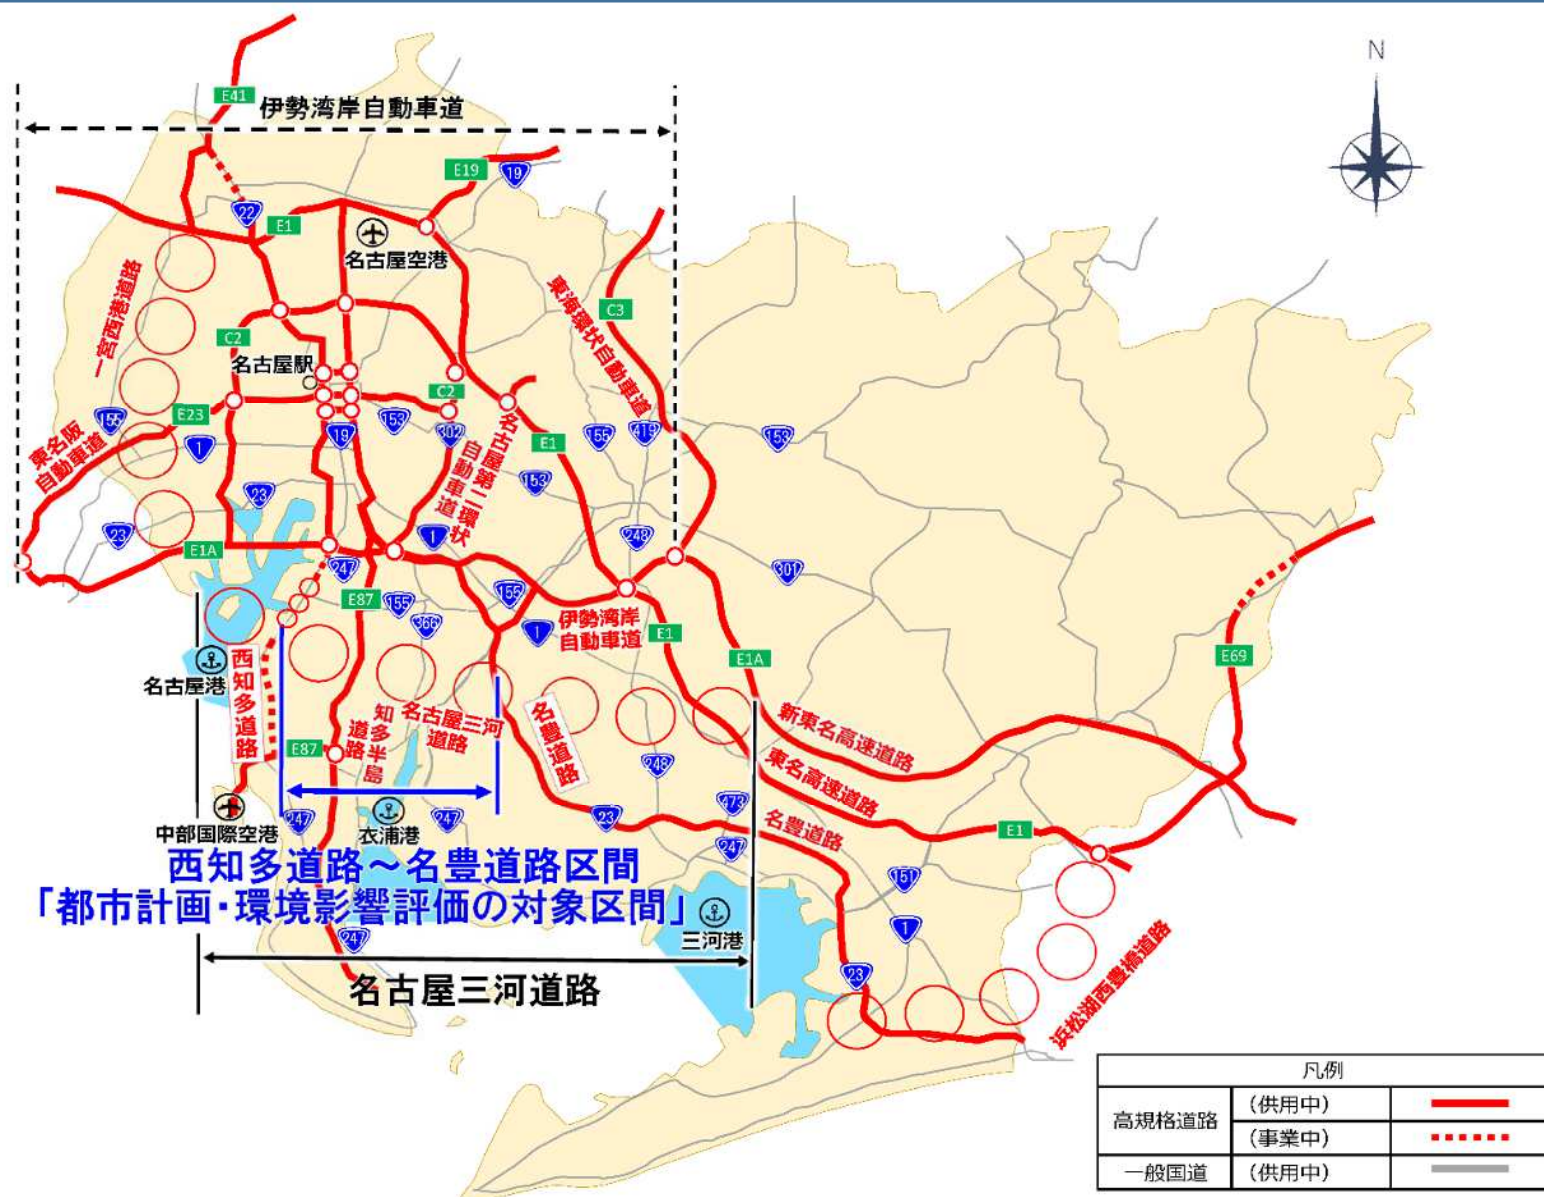 N
E41
伊勢湾岸自動車道
E19
19
22
E1
名古屋空港
一宮西港道路
東海環状自動車道
C3
C2
名古屋駅
C2
155
E23
1
東名阪
自動車道
19
153
302
名古屋第二環状
自動車道
E1
155
419
153
153
23
23
E1A
1
248
247
301
E87
155
366
155
1
伊勢湾岸
自動車道
E1
E1A
E69
名古屋港
西知多道路
E87
知多半島
道路
名古屋三河
道路
名豊道路
新東名高速道路
東名高速道路
248
473
23
名豊道路
E1
247
中部国際空港
247
衣浦港
247
151
西知多道路～名豊道路区間
「都市計画・環境影響評価の対象区間」
247
三河港
1
23
名古屋三河道路
浜松湖西豊橋道路
凡例
高規格道路
（供用中）
（事業中）
一般国道
（供用中）